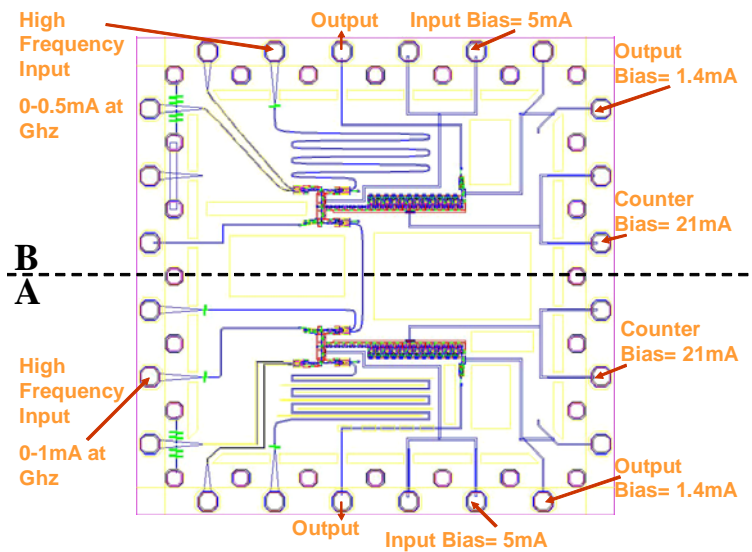 High
Frequency
Input
0-0.5mA at
Ghz
Output
Input Bias= 5mA
Output
Bias= 1.4mA
Counter
Bias= 21mA
B
A
Counter
Bias= 21mA
High
Frequency
Input
0-1mA at
Ghz
Output
Input Bias= 5mA
Output
Bias= 1.4mA